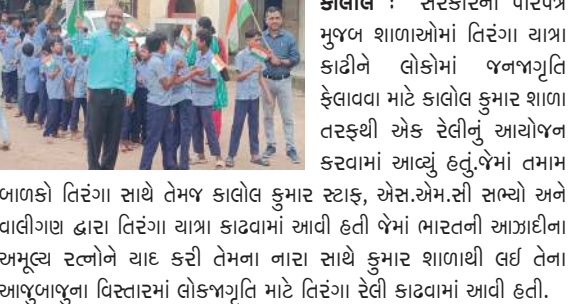 કાલોલ : સરકારના પરિપત્ર
મુજબ શાળાઓમાં તિરંગા યાત્રા
કાઢીને લોકોમાં જનજાગૃતિ
ફેલાવવા માટે કાલોલ કુમાર શાળા
તરફથી એક રેલીનું આયોજન
કરવામાં આવ્યું હતું.જેમાં તમામ
બાળકો તિરંગા સાથે તેમજ કાલોલ કુમાર સ્ટાફ, એસ.એમ.સી સભ્યો અને
વાલીગણ દ્વારા તિરંગા યાત્રા કાઢવામાં આવી હતી જેમાં ભારતની આઝાદીના
અમૂલ્ય રત્નોને યાદ કરી તેમના નારા સાથે કુમાર શાળાથી લઈ તેના
આજુબાજુના વિસ્તારમાં લોકજાગૃતિ માટે તિરંગા રેલી કાઢવામાં આવી હતી.